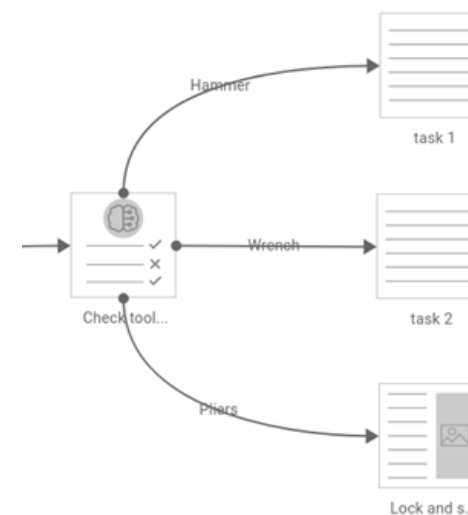 Hammer
task 1
Wrench
Check tool...
task 2
Pliers
Lock and s...